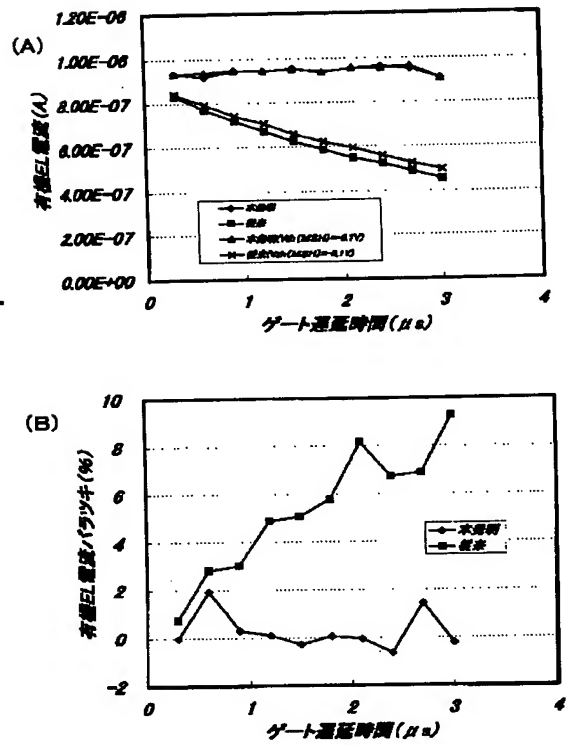 (A)
有機EL電流(A)
1.20E-06
1.00E-06
8.00E-07
6.00E-07
4.00E-07
2.00E-07
0.00E+00
本発明
従来
0 1 2 3 4
ゲート遅延時間(μs)
(B)
有機EL電流バラツキ(%)
10
8
6
4
2
0
-2
本発明
従来
0 1 2 3 4
ゲート遅延時間(μs)